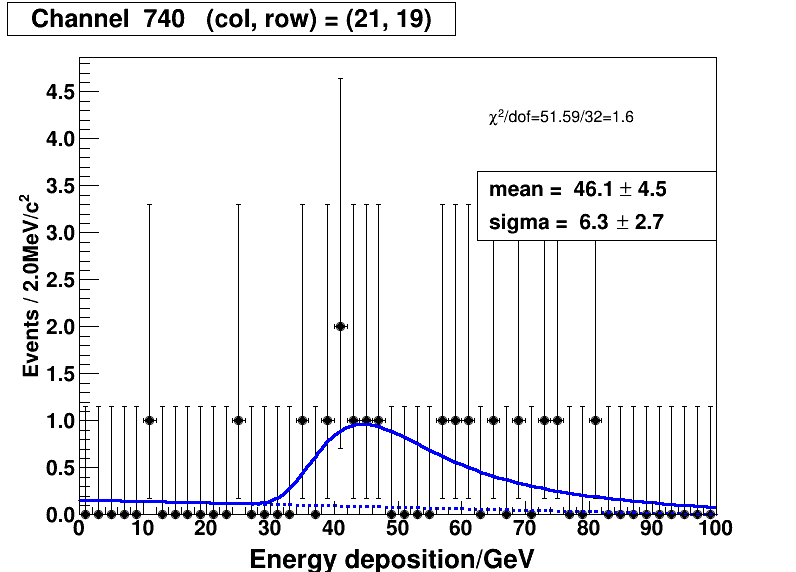 Channel 740 (col, row) = (21, 19)
χ²/dof=51.59/32=1.6
mean = 46.1 ± 4.5
sigma = 6.3 ± 2.7
Events / 2.0MeV/c²
4.5
4.0
3.5
3.0
2.5
2.0
1.5
1.0
0.5
0.0
0 10 20 30 40 50 60 70 80 90 100
Energy deposition/GeV